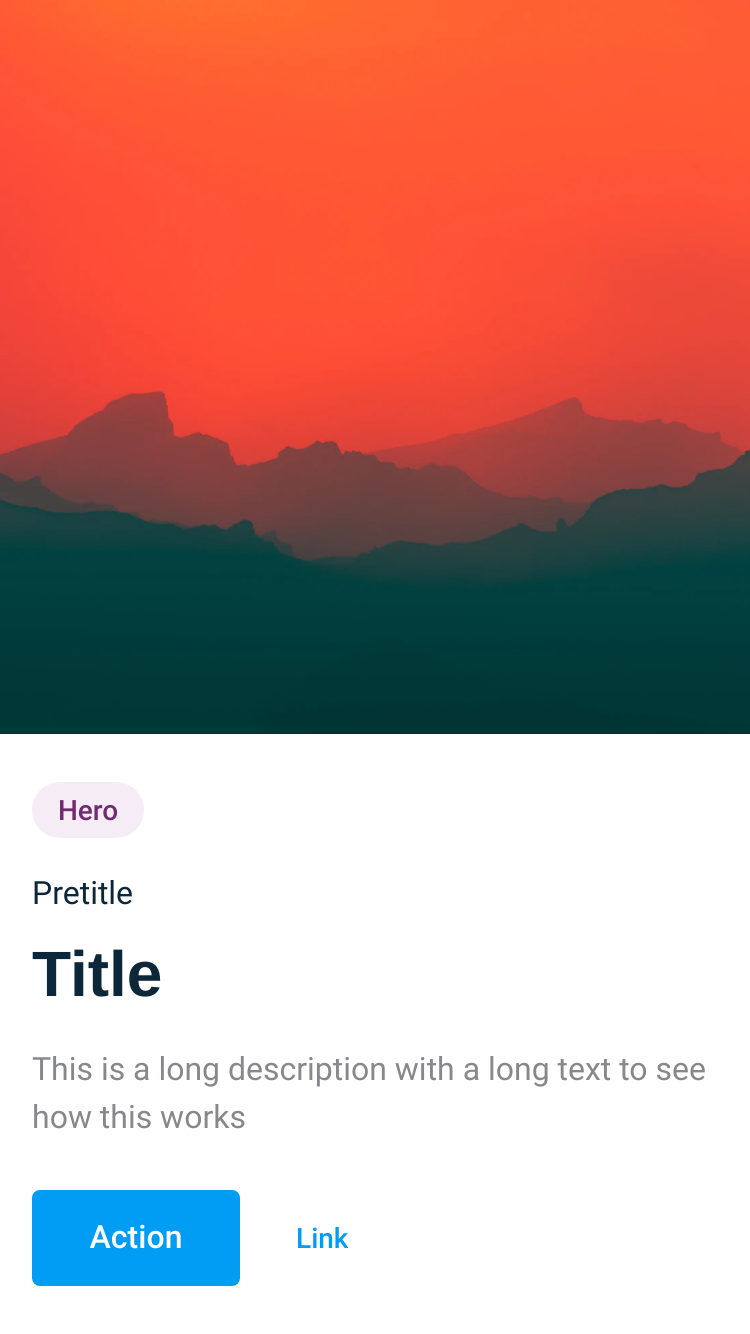 Hero
Pretitle
Title
This is a long description with a long text to see
how this works
Action
Link